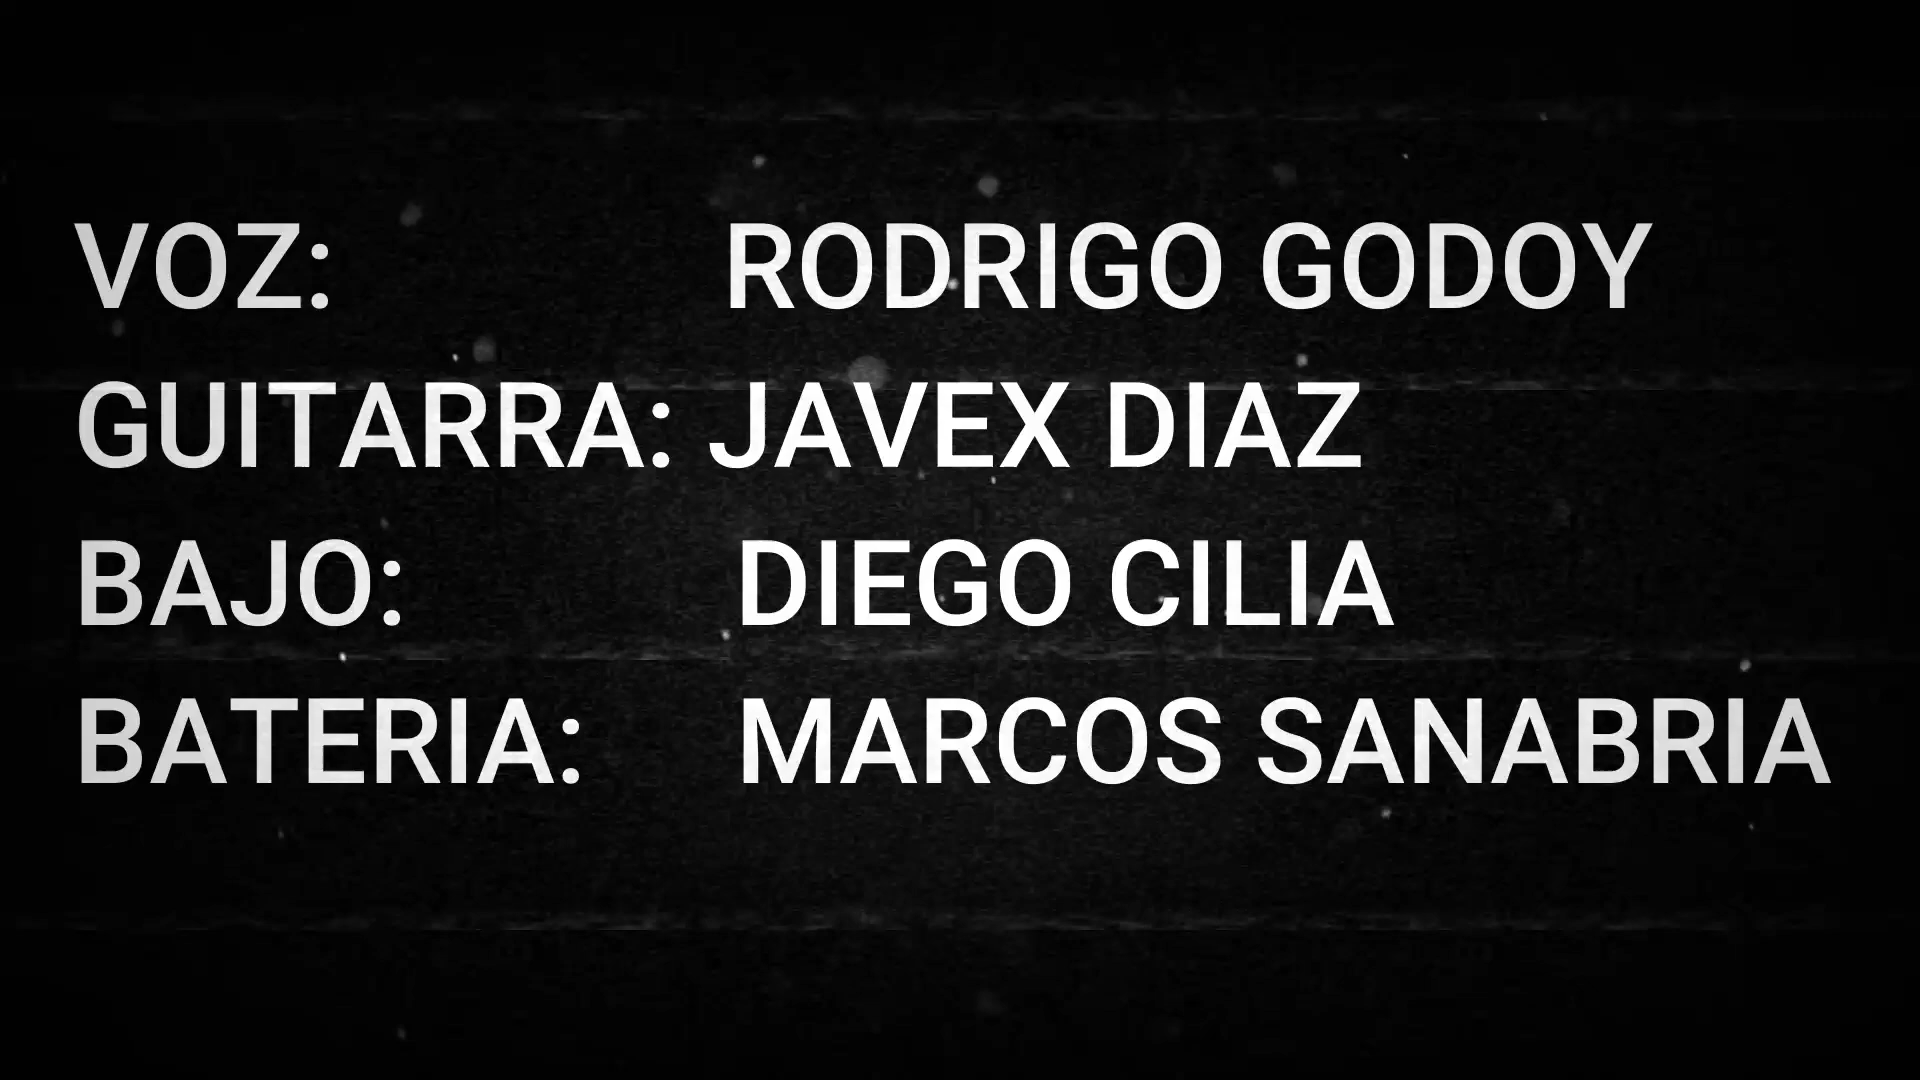 VOZ: RODRIGO GODOY
GUITARRA: JAVEX DIAZ
BAJO: DIEGO CILIA
BATERIA: MARCOS SANABRIA